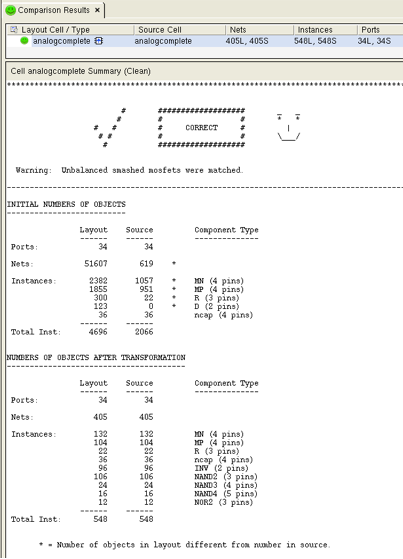 Comparison Results ×
Layout Cell / Type Source Cell Nets Instances Ports
analogcomplete analogcomplete 405L, 405S 548L, 548S 34L, 34S
Cell analogcomplete Summary (Clean)
CORRECT
Warning: Unbalanced smashed mosfets were matched.
INITIAL NUMBERS OF OBJECTS
Layout Source Component Type
Ports: 34 34
Nets: 51607 619 *
Instances: 2382 1057 * MN (4 pins)
1855 951 * MP (4 pins)
300 22 * R (3 pins)
123 0 * D (2 pins)
36 36 ncap (4 pins)
Total Inst: 4696 2066
NUMBERS OF OBJECTS AFTER TRANSFORMATION
Layout Source Component Type
Ports: 34 34
Nets: 405 405
Instances: 132 132 MN (4 pins)
104 104 MP (4 pins)
22 22 R (3 pins)
36 36 ncap (4 pins)
96 96 INV (2 pins)
106 106 NAND2 (3 pins)
24 24 NAND3 (4 pins)
16 16 NAND4 (5 pins)
12 12 NOR2 (3 pins)
Total Inst: 548 548
* = Number of objects in layout different from number in source.